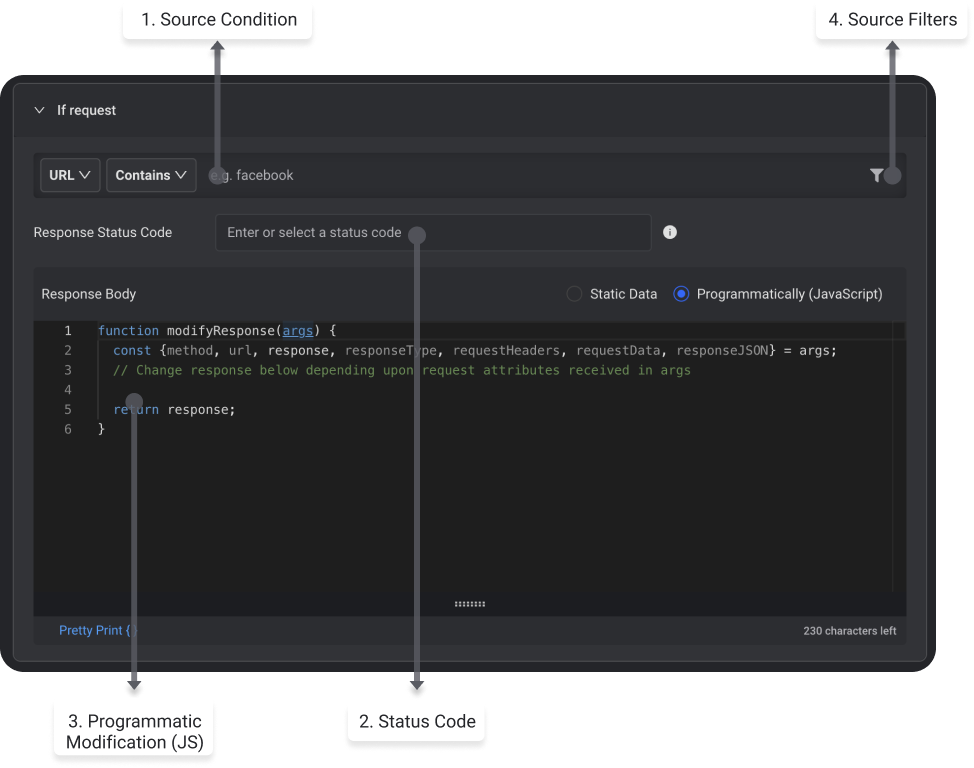 1. Source Condition
4. Source Filters
If request
URL
Contains
e.g. facebook
Response Status Code
Enter or select a status code
i
Response Body
Static Data
Programmatically (JavaScript)
1 function modifyResponse(args) {
2 const {method, url, response, responseType, requestHeaders, requestData, responseJSON} = args;
3 // Change response below depending upon request attributes received in args
4
5 return response;
6 }
Pretty Print {}
230 characters left
3. Programmatic
Modification (JS)
2. Status Code